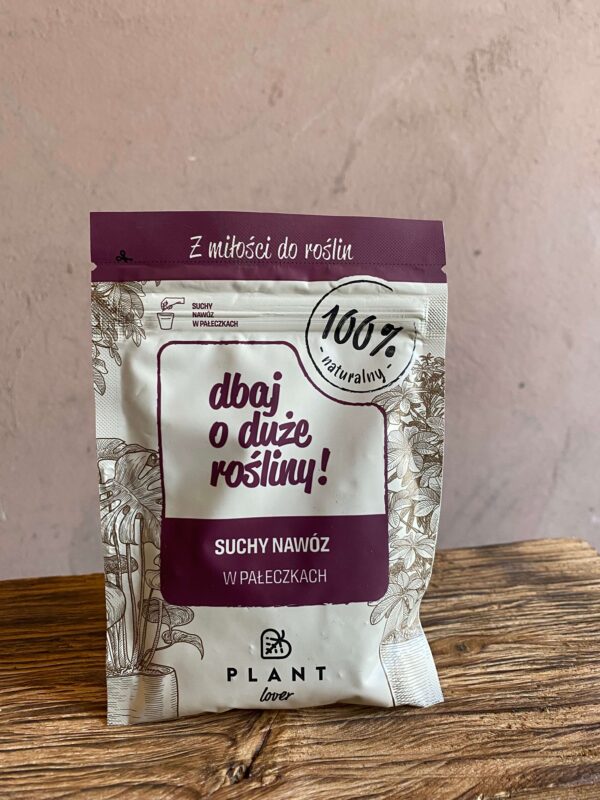 Z miłości do roślin
SUCHY
NAWÓZ
W PAŁECZKACH
100%
- naturalny -
dbaj
o duże
rośliny!
SUCHY NAWÓZ
W PAŁECZKACH
PLANT
lover